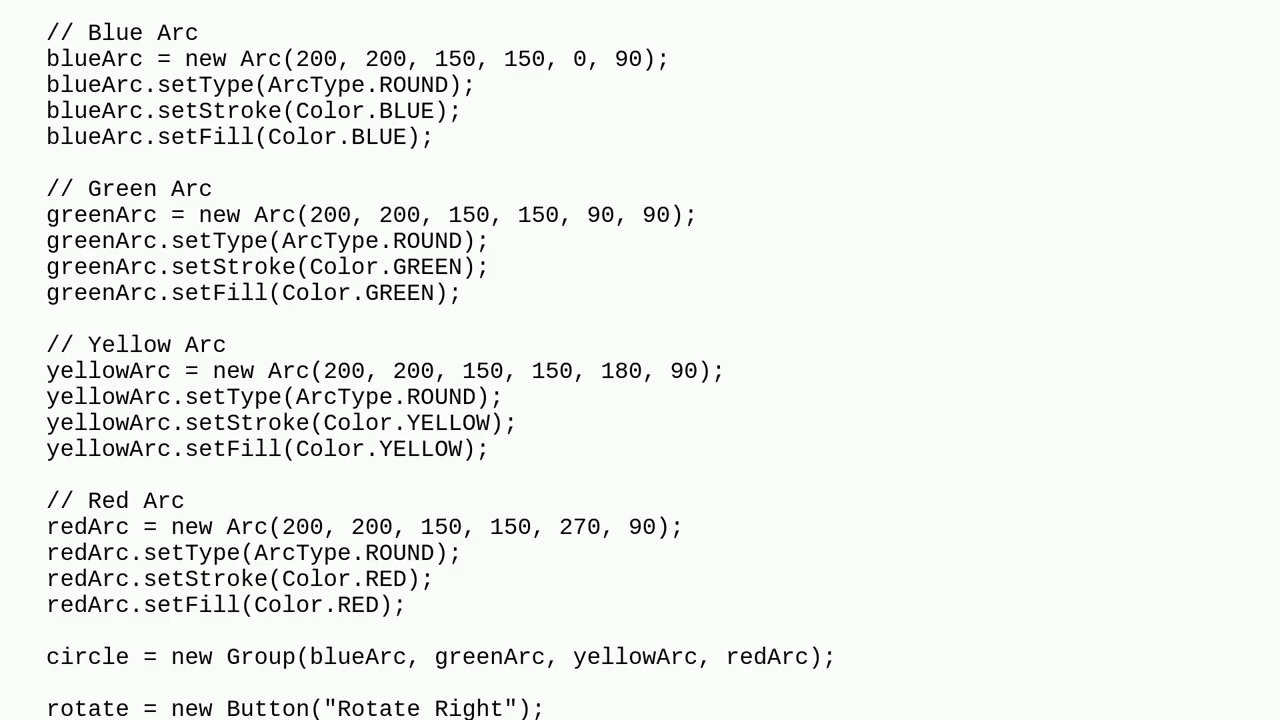 // Blue Arc
blueArc = new Arc(200, 200, 150, 150, 0, 90);
blueArc.setType(ArcType.ROUND);
blueArc.setStroke(Color.BLUE);
blueArc.setFill(Color.BLUE);

// Green Arc
greenArc = new Arc(200, 200, 150, 150, 90, 90);
greenArc.setType(ArcType.ROUND);
greenArc.setStroke(Color.GREEN);
greenArc.setFill(Color.GREEN);

// Yellow Arc
yellowArc = new Arc(200, 200, 150, 150, 180, 90);
yellowArc.setType(ArcType.ROUND);
yellowArc.setStroke(Color.YELLOW);
yellowArc.setFill(Color.YELLOW);

// Red Arc
redArc = new Arc(200, 200, 150, 150, 270, 90);
redArc.setType(ArcType.ROUND);
redArc.setStroke(Color.RED);
redArc.setFill(Color.RED);

circle = new Group(blueArc, greenArc, yellowArc, redArc);

rotate = new Button("Rotate Right");